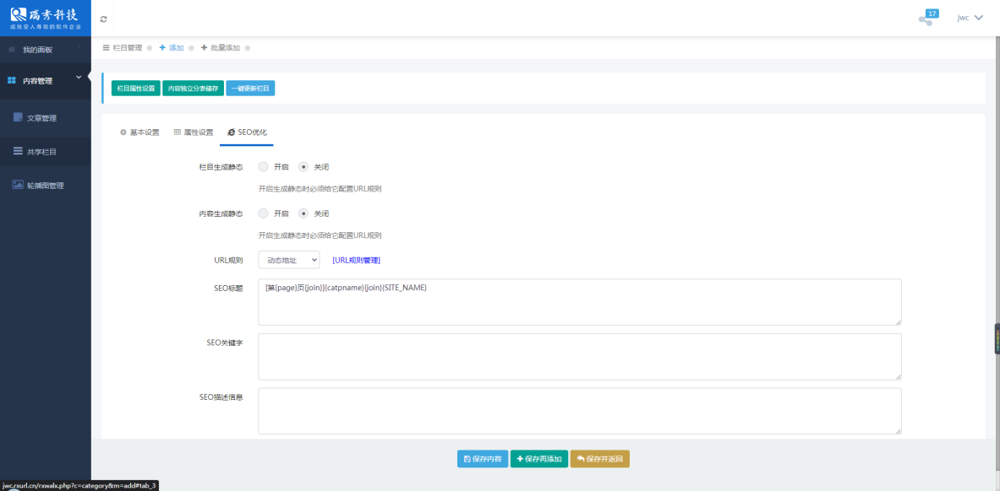 瑞秀科技
成就受人尊敬的软件企业
17
jwc
我的面板
内容管理
文章管理
共享栏目
轮播图管理
栏目管理
添加
批量添加
栏目属性设置
内容独立分表储存
一键更新栏目
基本设置
属性设置
SEO优化
栏目生成静态
开启
关闭
开启生成静态时必须给它配置URL规则
内容生成静态
开启
关闭
开启生成静态时必须给它配置URL规则
URL规则
动态地址
[URL规则管理]
SEO标题
[第{page}页{join}]{catpname}{join}{SITE_NAME}
SEO关键字
SEO描述信息
保存内容
保存再添加
保存并返回
jwc.rxurl.cn/rxwalx.php?c=category&m=add#tab_3